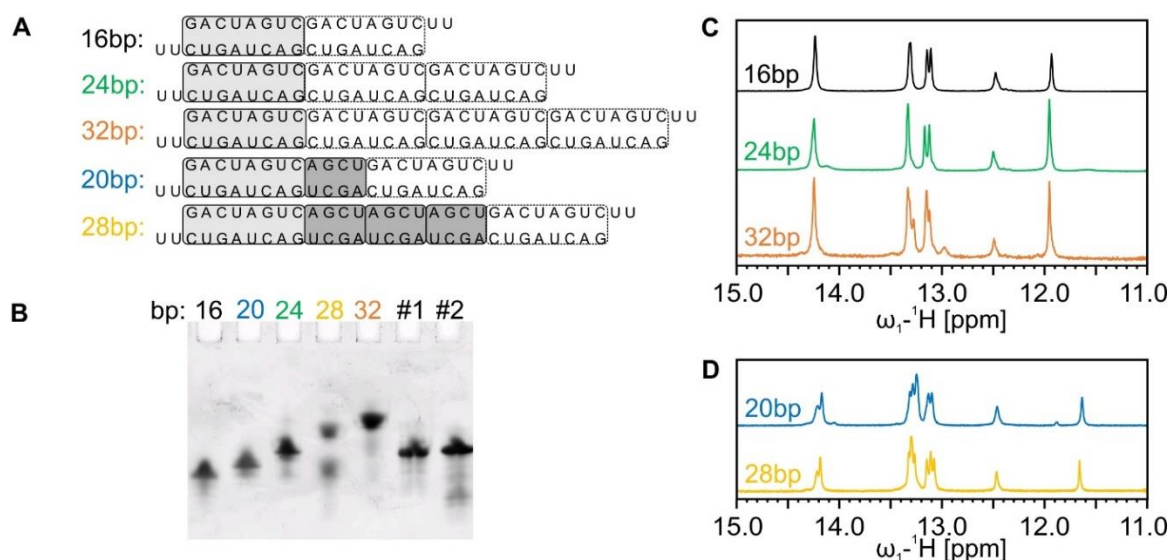 A
16bp:
GACUAGUCGACUAGUCUU
UUCUGAUCAGCUGAUCAG
24bp:
GACUAGUCGACUAGUCGACUAGUCUU
UUCUGAUCAGCUGAUCAGCUGAUCAG
32bp:
GACUAGUCGACUAGUCGACUAGUCGACUAGUCUU
UUCUGAUCAGCUGAUCAGCUGAUCAGCUGAUCAG
20bp:
GACUAGUCAGCUGACUAGUCUU
UUCUGAUCAGUCGACUGAUCAG
28bp:
GACUAGUCAGCUAGCUAGCUGACUAGUCUU
UUCUGAUCAGUCGAUCGAUCGACUGAUCAG
B
bp: 16 20 24 28 32 #1 #2
C
16bp
24bp
32bp
15.0 14.0 13.0 12.0 11.0
ω₁-¹H [ppm]
D
20bp
28bp
15.0 14.0 13.0 12.0 11.0
ω₁-¹H [ppm]